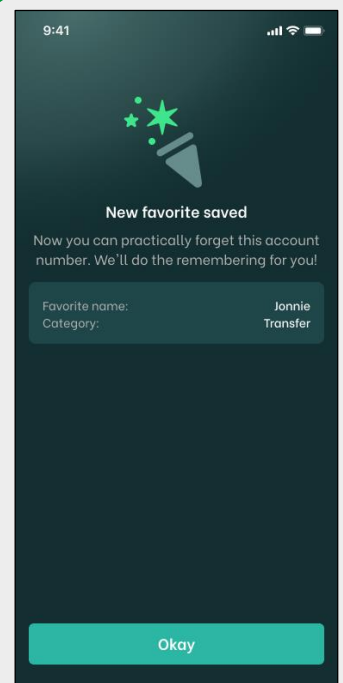 9:41
New favorite saved
Now you can practically forget this account
number. We'll do the remembering for you!
Favorite name: Jonnie
Category: Transfer
Okay